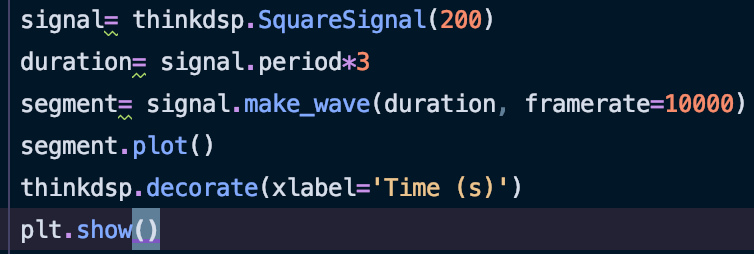 signal= thinkdsp.SquareSignal(200)
duration= signal.period*3
segment= signal.make_wave(duration, framerate=10000)
segment.plot()
thinkdsp.decorate(xlabel='Time (s)')
plt.show()